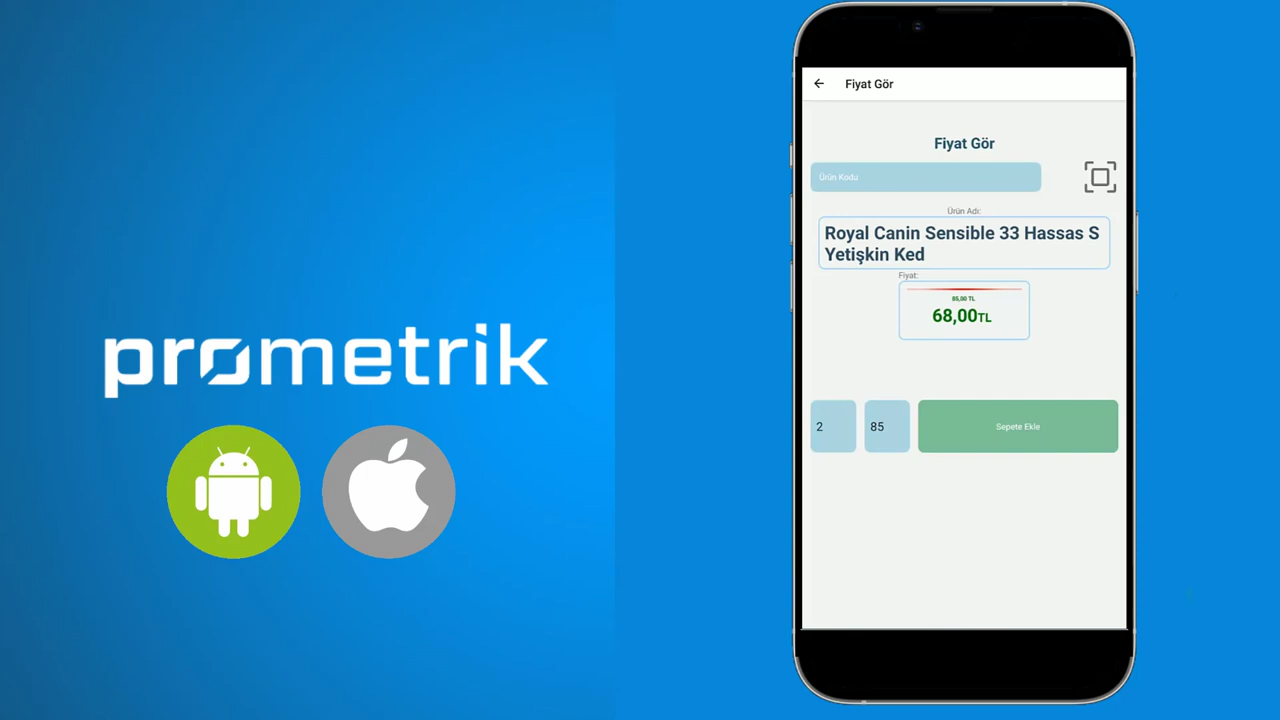 prometrik
Fiyat Gör
Fiyat Gör
Ürün Kodu
Ürün Adı:
Royal Canin Sensible 33 Hassas S
Yetişkin Ked
Fiyat:
85,00 TL
68,00TL
2
85
Sepete Ekle